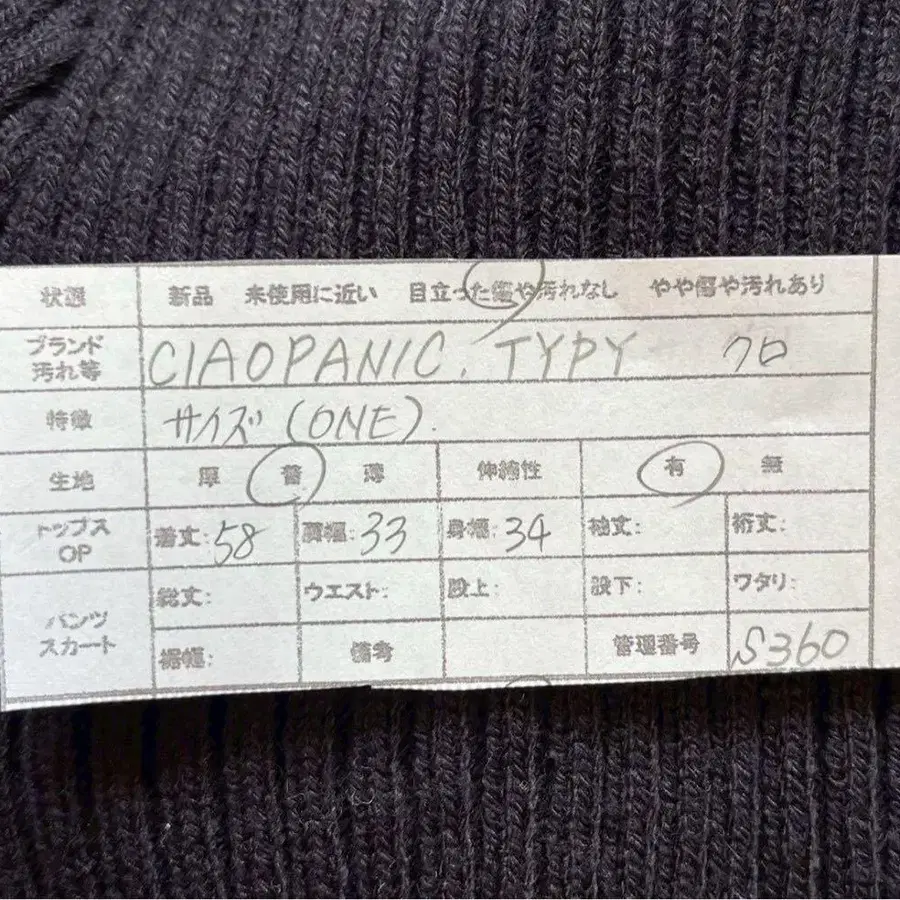 状態 新品 未使用に近い 目立った傷や汚れなし やや傷や汚れあり
ブランド
汚れ等 CIAOPANIC. TYPY クロ
特徴 サイズ (ONE).
生地 厚 普 薄 伸縮性 有 無
トップス
OP 着丈: 58 肩幅: 33 身幅: 34 袖丈: 裄丈:
パンツ
スカート 総丈: ウエスト: 股上: 股下: ワタリ:
裾幅: 備考 管理番号 S360